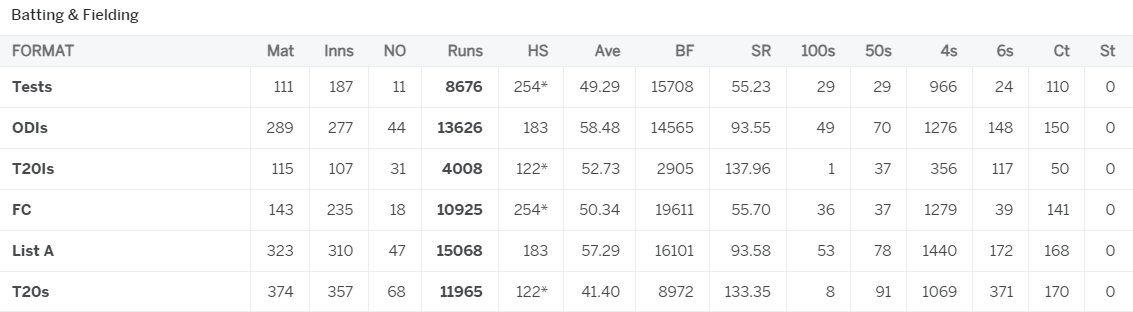 Batting & Fielding
FORMAT Mat Inns NO Runs HS Ave BF SR 100s 50s 4s 6s Ct St
Tests 111 187 11 8676 254* 49.29 15708 55.23 29 29 966 24 110 0
ODIs 289 277 44 13626 183 58.48 14565 93.55 49 70 1276 148 150 0
T20Is 115 107 31 4008 122* 52.73 2905 137.96 1 37 356 117 50 0
FC 143 235 18 10925 254* 50.34 19611 55.70 36 37 1279 39 141 0
List A 323 310 47 15068 183 57.29 16101 93.58 53 78 1440 172 168 0
T20s 374 357 68 11965 122* 41.40 8972 133.35 8 91 1069 371 170 0